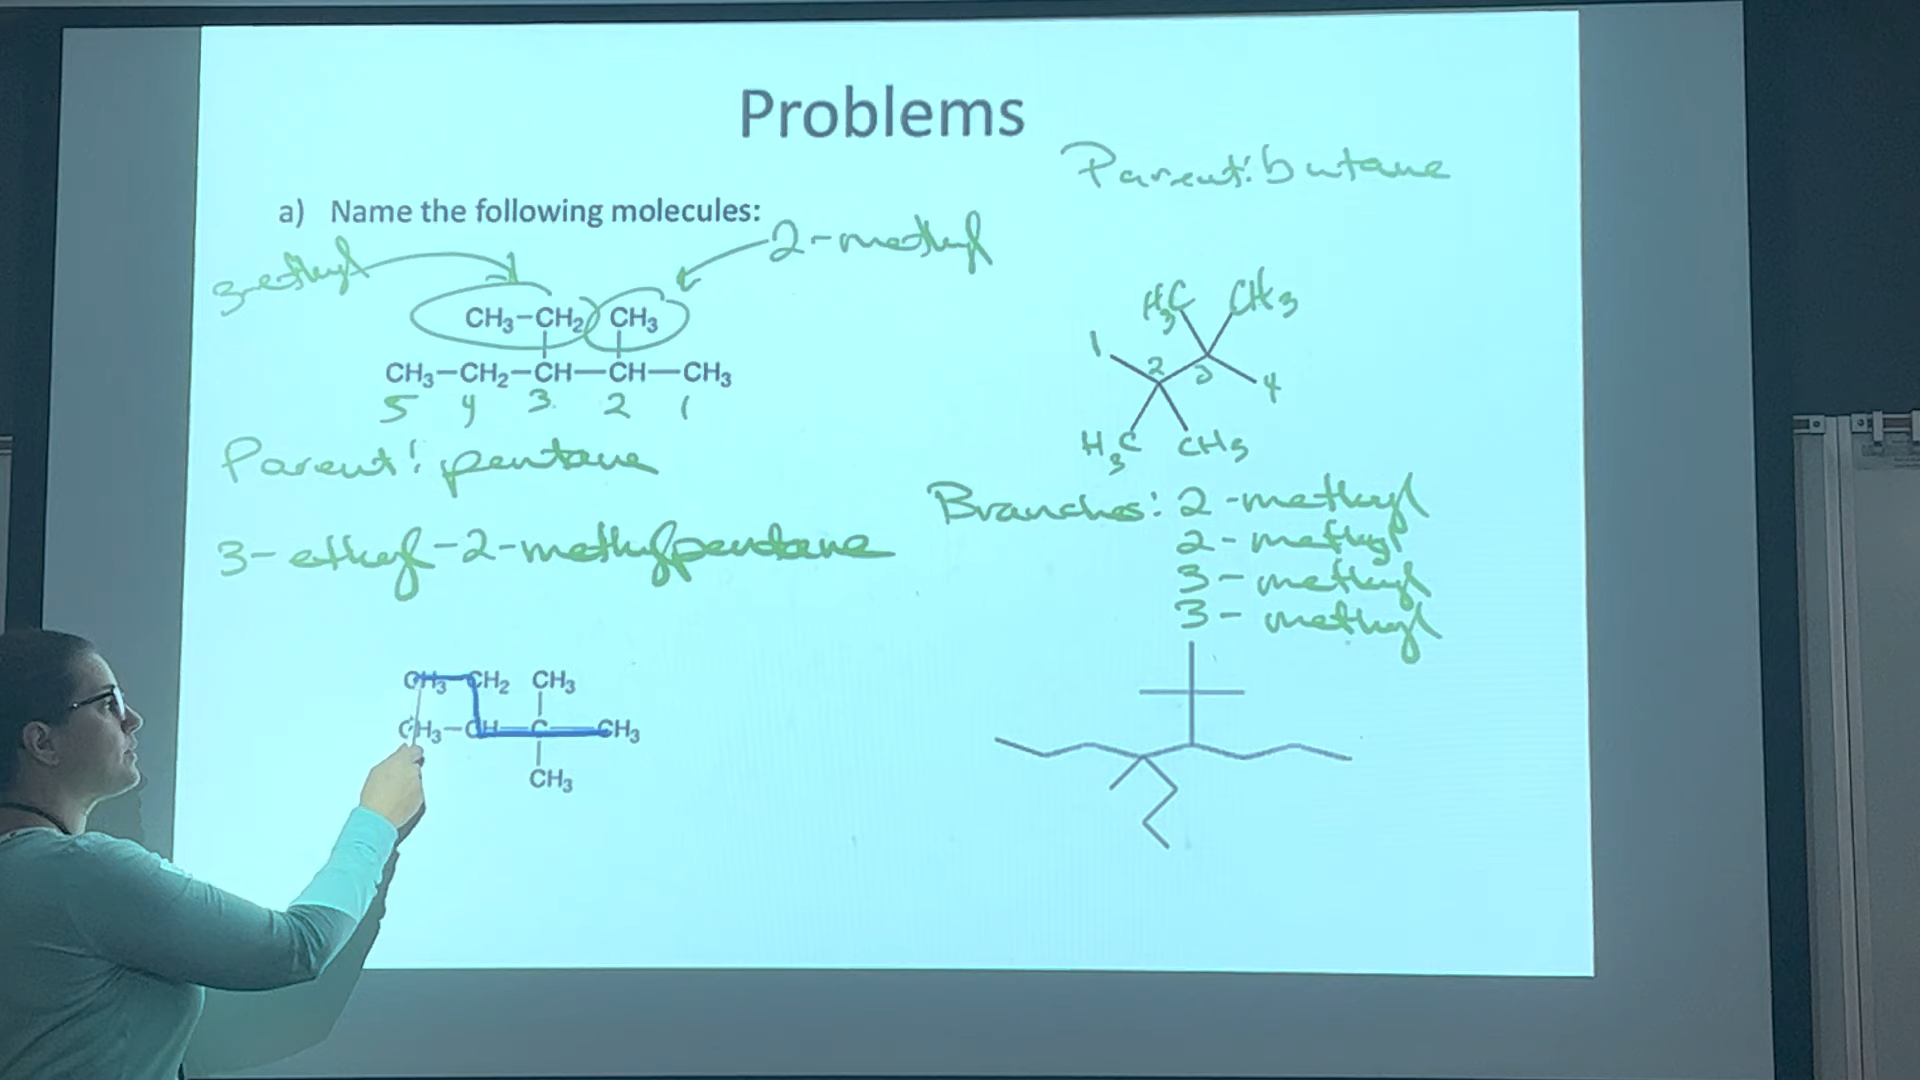 Problems
Parent: butane
a) Name the following molecules:
3-ethyl
2-methyl
CH₃-CH₂ CH₃
CH₃-CH₂-CH-CH-CH₃
5 4 3 2 1
Parent: pentane
3-ethyl-2-methylpentane
H₃C CH₃
1 2 3 4
H₃C CH₃
Branches: 2-methyl
2-methyl
3-methyl
3-methyl
CH₃ CH₂ CH₃
CH₃-CH-C-CH₃
CH₃